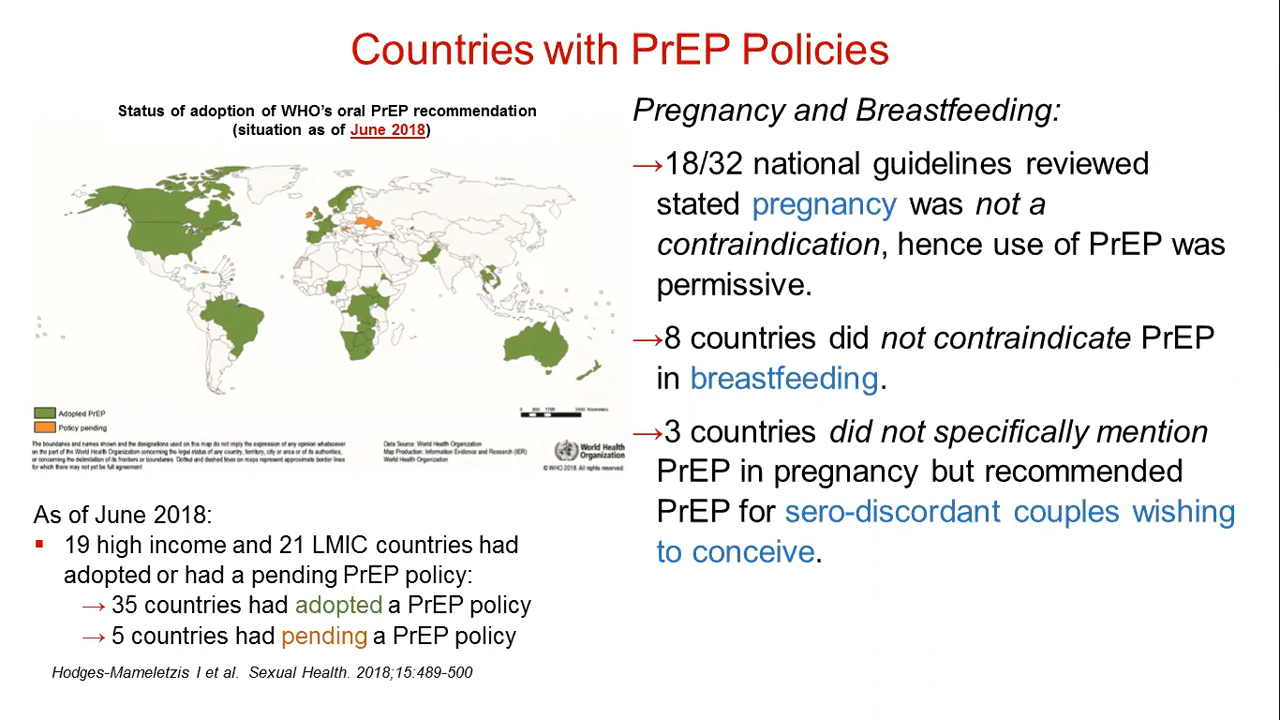 Countries with PrEP Policies
Status of adoption of WHO's oral PrEP recommendation
(situation as of June 2018)
Adopted PrEP
Policy pending
0 850 1700 3400 Kilometers
The boundaries and names shown and the designations used on this map do not imply the expression of any opinion whatsoever
on the part of the World Health Organization concerning the legal status of any country, territory, city or area or of its authorities,
or concerning the delimitation of its frontiers or boundaries. Dotted and dashed lines on maps represent approximate border lines
for which there may not yet be full agreement
Data Source: World Health Organization
Map Production: Information Evidence and Research (IER)
World Health Organization
World Health
Organization
© WHO 2018. All rights reserved.
As of June 2018:
▪ 19 high income and 21 LMIC countries had
adopted or had a pending PrEP policy:
→ 35 countries had adopted a PrEP policy
→ 5 countries had pending a PrEP policy
Hodges-Mameletzis I et al. Sexual Health. 2018;15:489-500
Pregnancy and Breastfeeding:
→18/32 national guidelines reviewed
stated pregnancy was not a
contraindication, hence use of PrEP was
permissive.
→8 countries did not contraindicate PrEP
in breastfeeding.
→3 countries did not specifically mention
PrEP in pregnancy but recommended
PrEP for sero-discordant couples wishing
to conceive.